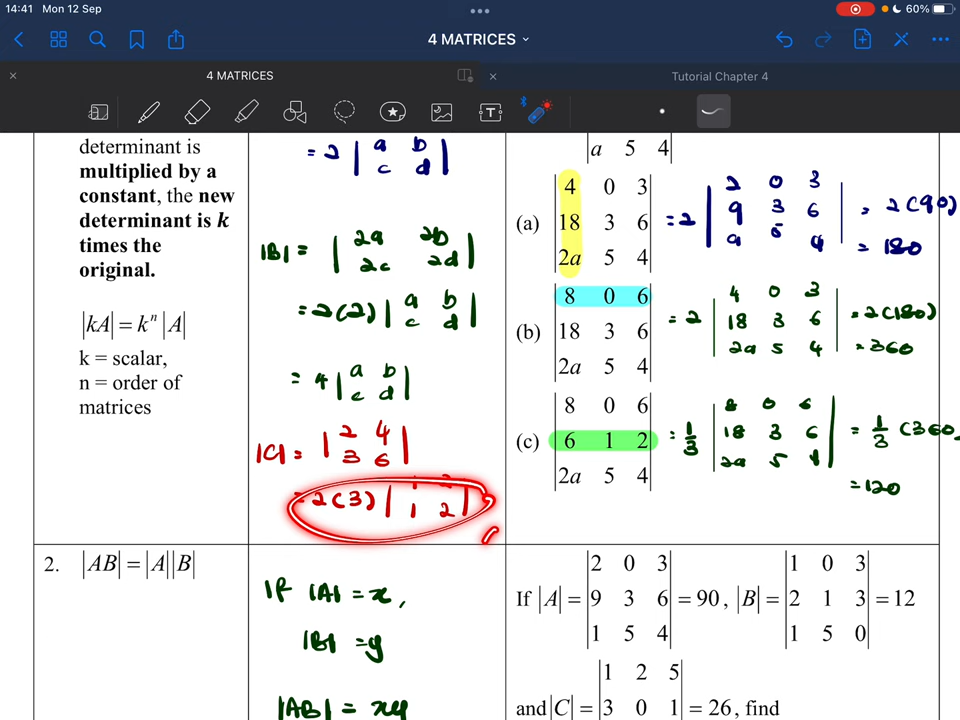 14:41 Mon 12 Sep
60%
4 MATRICES
4 MATRICES
Tutorial Chapter 4
determinant is
multiplied by a
constant, the new
determinant is k
times the
original.
|kA| = kⁿ |A|
k = scalar,
n = order of
matrices
= 2 | a b |
| c d |
|B| = | 2a 2b |
| 2c 2d |
= 2(2) | a b |
| c d |
= 4 | a b |
| c d |
|C| = | 2 4 |
| 3 6 |
= 2(3) | 1 2 |
| 1 2 |
| a 5 4 |
(a) | 4 0 3 |
| 18 3 6 |
| 2a 5 4 |
= 2 | 2 0 3 |
| 9 3 6 |
| a 5 4 |
= 2(90)
= 180
(b) | 8 0 6 |
| 18 3 6 |
| 2a 5 4 |
= 2 | 4 0 3 |
| 18 3 6 |
| 2a 5 4 |
= 2(180)
= 360
(c) | 8 0 6 |
| 6 1 2 |
| 2a 5 4 |
= 1/3 | 8 0 6 |
| 18 3 6 |
| 2a 5 4 |
= 1/3 (360
= 120
2. |AB| = |A||B|
If |A| = x,
|B| = y
|AB| = xy
If |A| = | 2 0 3 |
| 9 3 6 |
| 1 5 4 |
= 90, |B| = | 1 0 3 |
| 2 1 3 |
| 1 5 0 |
= 12
and |C| = | 1 2 5 |
| 3 0 1 |
= 26, find